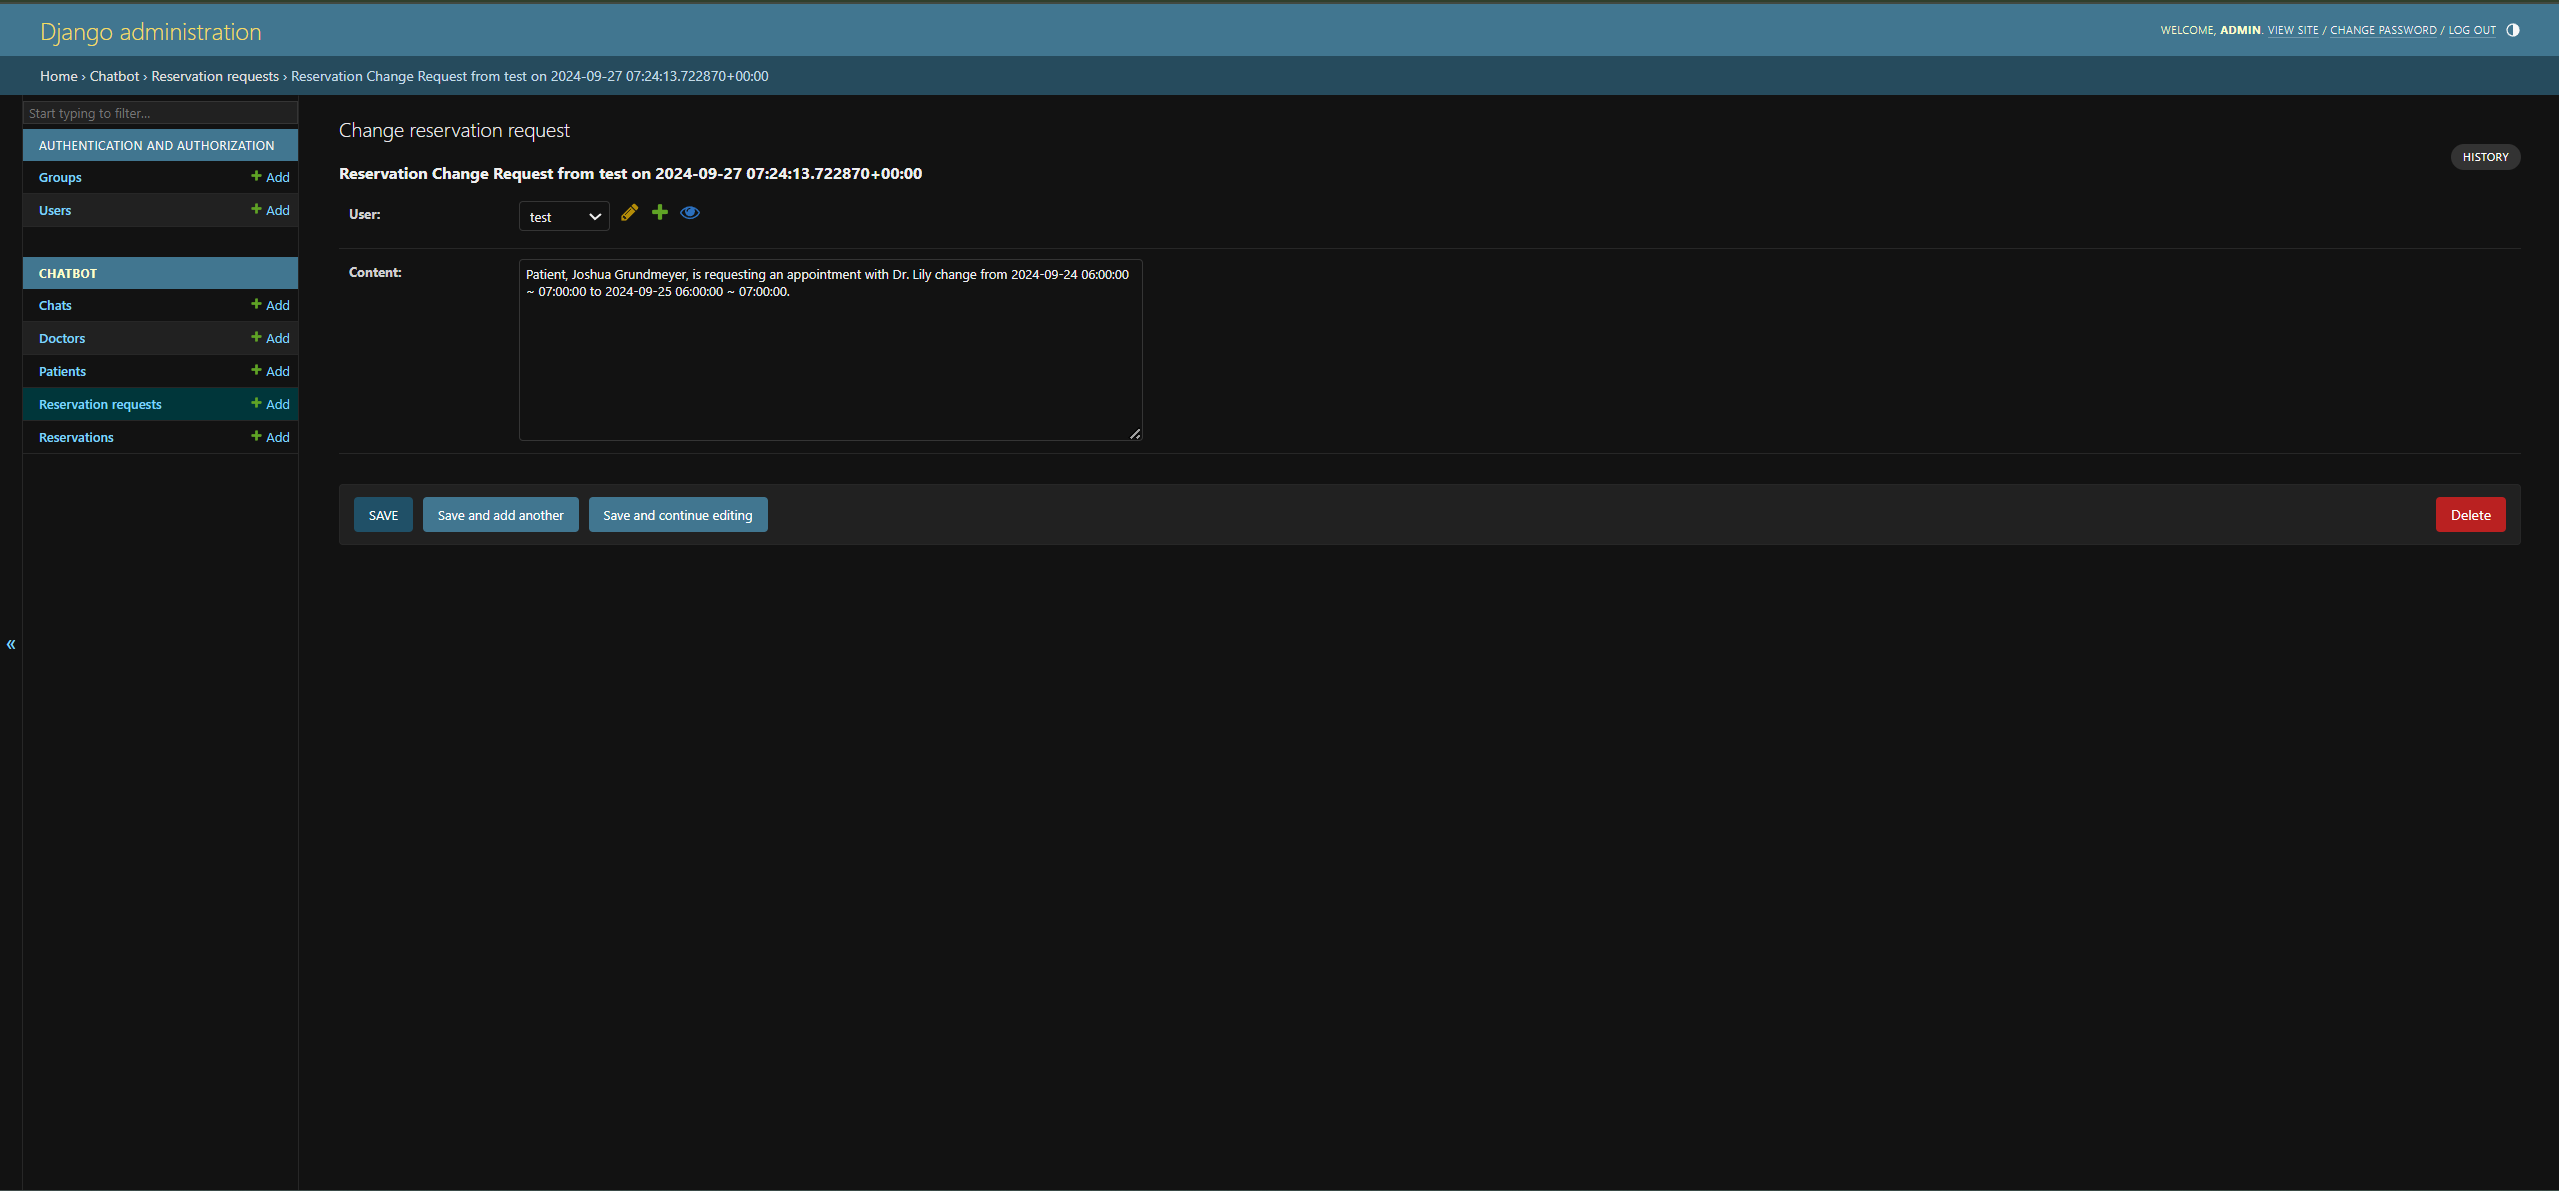 Django administration
WELCOME, ADMIN. VIEW SITE / CHANGE PASSWORD / LOG OUT
Home › Chatbot › Reservation requests › Reservation Change Request from test on 2024-09-27 07:24:13.722870+00:00
Start typing to filter...
AUTHENTICATION AND AUTHORIZATION
Groups + Add
Users + Add
CHATBOT
Chats + Add
Doctors + Add
Patients + Add
Reservation requests + Add
Reservations + Add
«
Change reservation request
HISTORY
Reservation Change Request from test on 2024-09-27 07:24:13.722870+00:00
User: test
Content:
Patient, Joshua Grundmeyer, is requesting an appointment with Dr. Lily change from 2024-09-24 06:00:00
~ 07:00:00 to 2024-09-25 06:00:00 ~ 07:00:00.
SAVE Save and add another Save and continue editing Delete